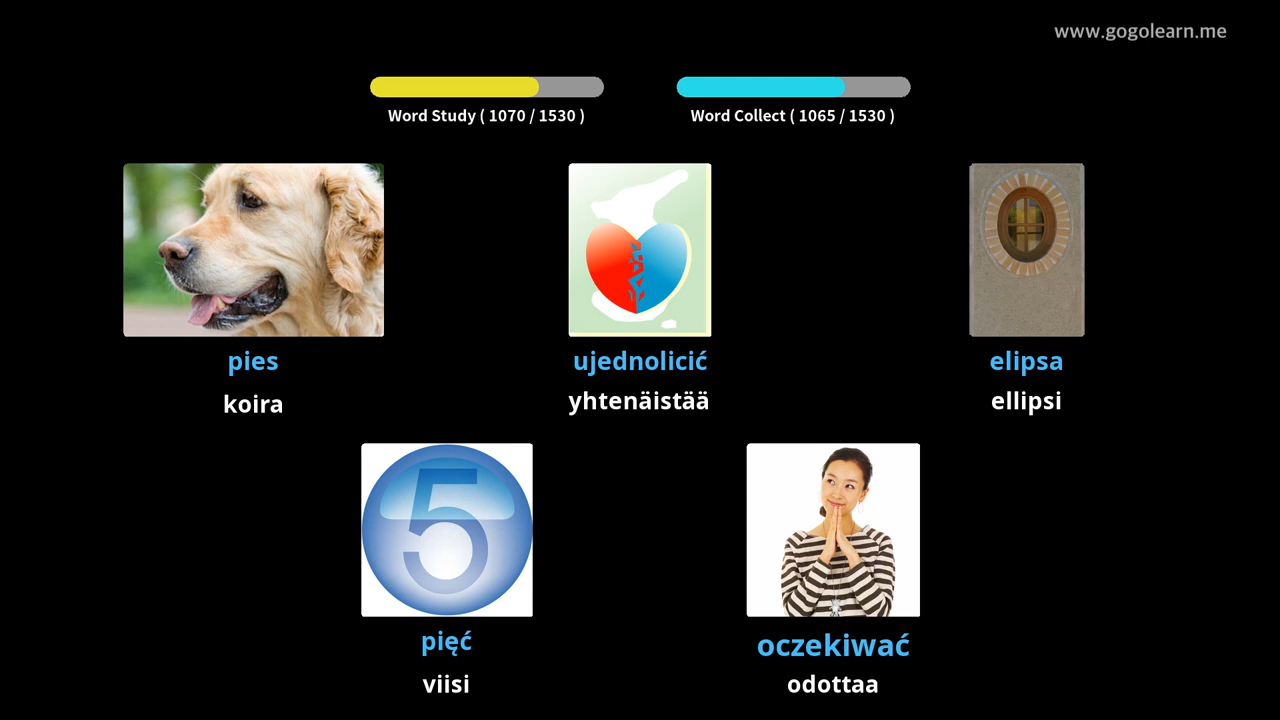 www.gogolearn.me
Word Study ( 1070 / 1530 )
Word Collect ( 1065 / 1530 )
pies
koira
ujednolicić
yhtenäistää
elipsa
ellipsi
5
pięć
viisi
oczekiwać
odottaa